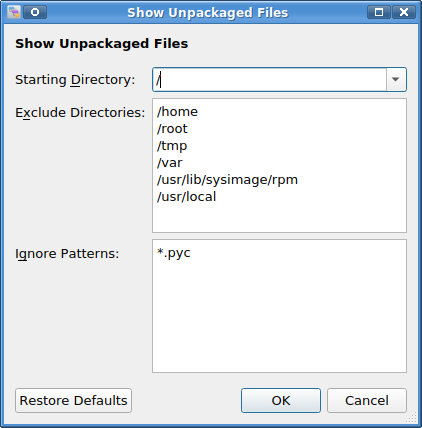 Show Unpackaged Files
Show Unpackaged Files
Starting Directory: /
Exclude Directories: /home
/root
/tmp
/var
/usr/lib/sysimage/rpm
/usr/local
Ignore Patterns: *.pyc
Restore Defaults OK Cancel